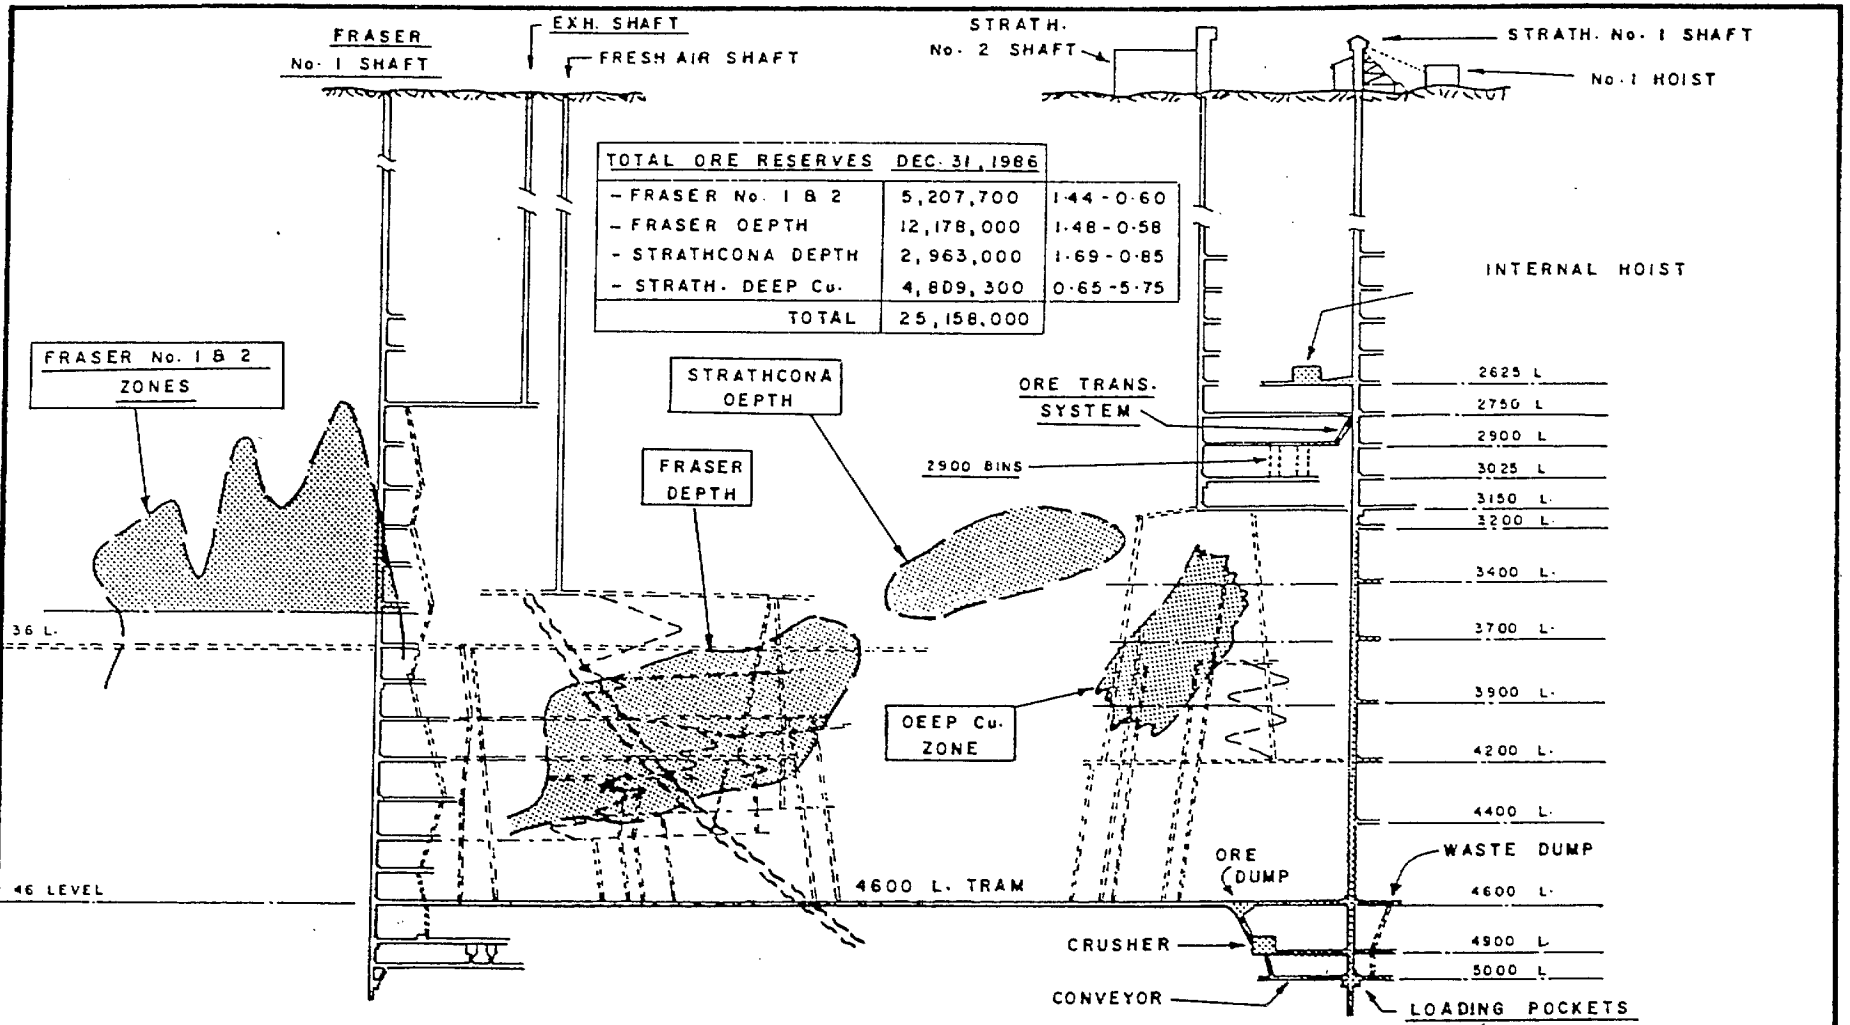 FRASER
No. 1 SHAFT
EXH. SHAFT
FRESH AIR SHAFT
STRATH.
No. 2 SHAFT
STRATH. No. 1 SHAFT
No. 1 HOIST
TOTAL ORE RESERVES DEC. 31, 1986
- FRASER No. 1 & 2 5,207,700 1.44 - 0.60
- FRASER DEPTH 12,178,000 1.48 - 0.58
- STRATHCONA DEPTH 2,963,000 1.69 - 0.85
- STRATH. DEEP Cu. 4,809,300 0.65 - 5.75
TOTAL 25,158,000
INTERNAL HOIST
FRASER No. 1 & 2
ZONES
STRATHCONA
DEPTH
FRASER
DEPTH
ORE TRANS.
SYSTEM
2900 BINS
2625 L
2750 L
2900 L
3025 L
3150 L.
3200 L.
3400 L.
3700 L.
3900 L.
4200 L.
4400 L.
36 L.
DEEP Cu.
ZONE
46 LEVEL
4600 L. TRAM
ORE
DUMP
WASTE DUMP
4600 L.
CRUSHER
4900 L
5000 L
CONVEYOR
LOADING POCKETS